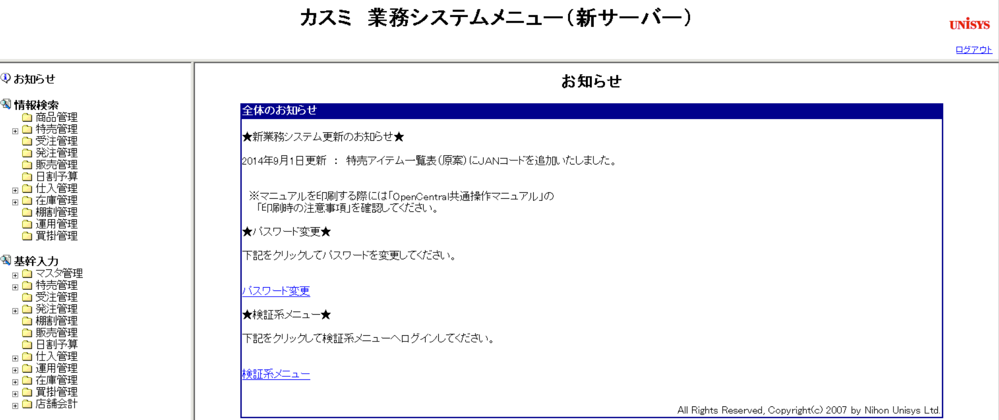 カスミ 業務システムメニュー(新サーバー)
UNISYS
ログアウト
お知らせ
情報検索
商品管理
特売管理
受注管理
発注管理
販売管理
日割予算
仕入管理
在庫管理
棚割管理
運用管理
買掛管理
基幹入力
マスタ管理
特売管理
受注管理
発注管理
棚割管理
販売管理
日割予算
仕入管理
運用管理
在庫管理
買掛管理
店舗会計
お知らせ
全体のお知らせ
★新業務システム更新のお知らせ★
2014年9月1日更新 : 特売アイテム一覧表(原案)にJANコードを追加いたしました。
※マニュアルを印刷する際には「OpenCentral共通操作マニュアル」の
「印刷時の注意事項」を確認してください。
★パスワード変更★
下記をクリックしてパスワードを変更してください。
パスワード変更
★検証系メニュー★
下記をクリックして検証系メニューへログインしてください。
検証系メニュー
All Rights Reserved, Copyright(c) 2007 by Nihon Unisys Ltd.